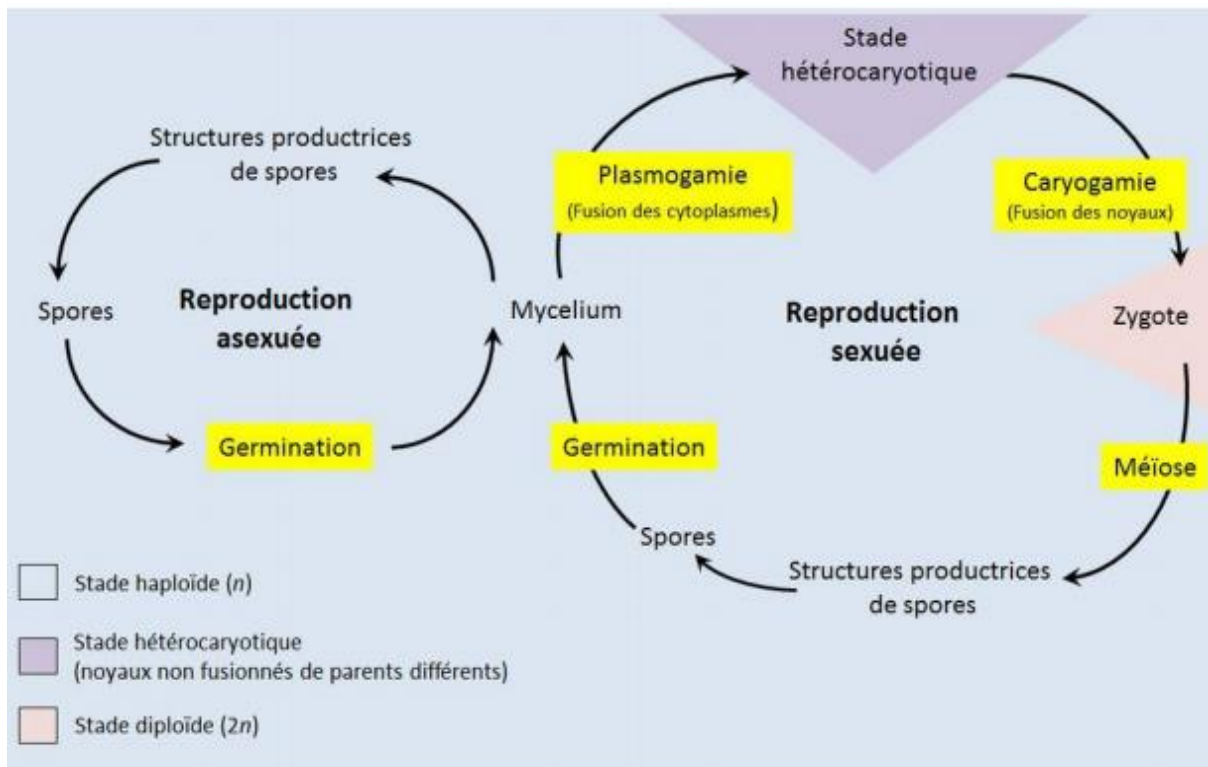 Stade
hétérocaryotique
Structures productrices
de spores
Plasmogamie
(Fusion des cytoplasmes)
Caryogamie
(Fusion des noyaux)
Spores
Reproduction
asexuée
Mycelium
Reproduction
sexuée
Zygote
Germination
Germination
Méïose
Spores
Structures productrices
de spores
Stade haploïde (n)
Stade hétérocaryotique
(noyaux non fusionnés de parents différents)
Stade diploïde (2n)